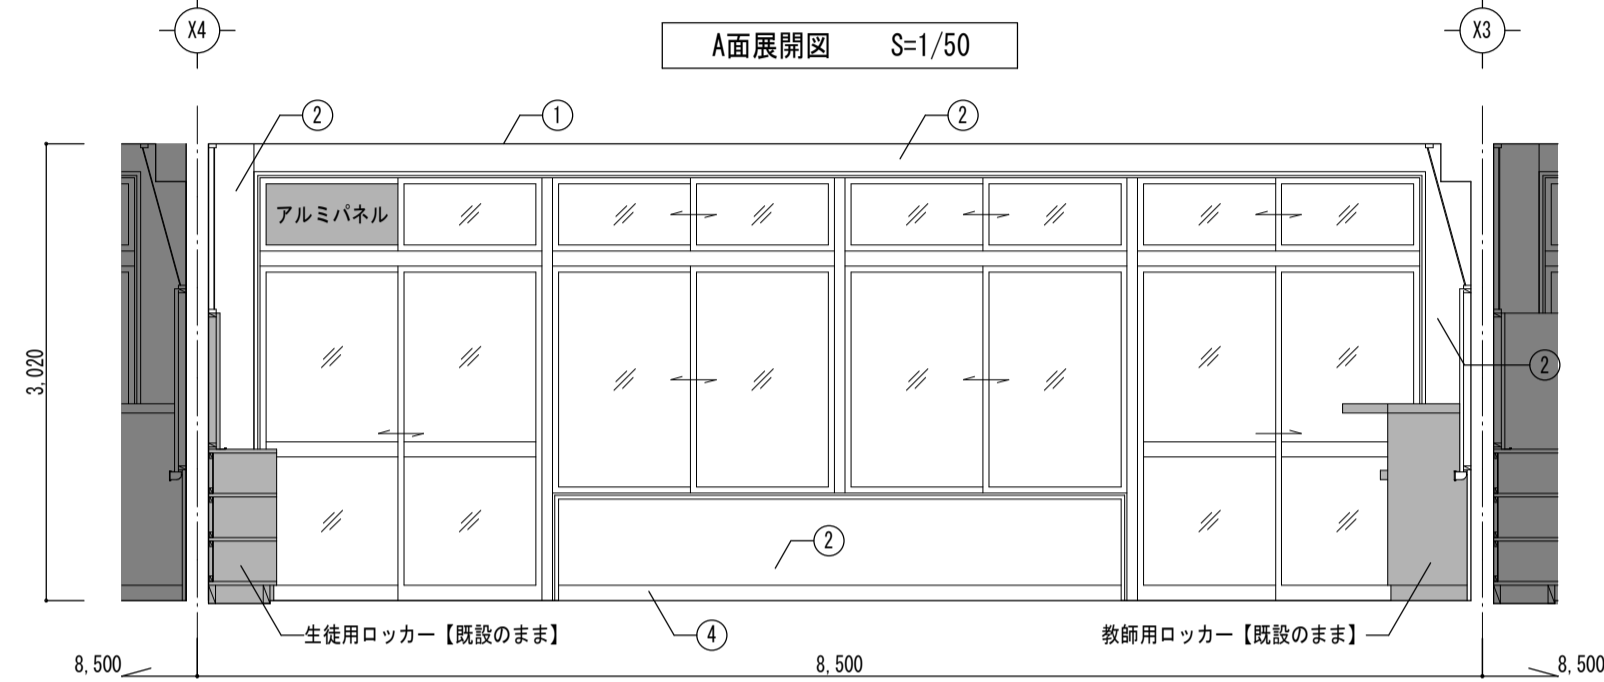 X4
A面展開図 S=1/50
X3
②
①
②
アルミパネル
3,020
②
②
生徒用ロッカー【既設のまま】
④
教師用ロッカー【既設のまま】
8,500
8,500
8,500